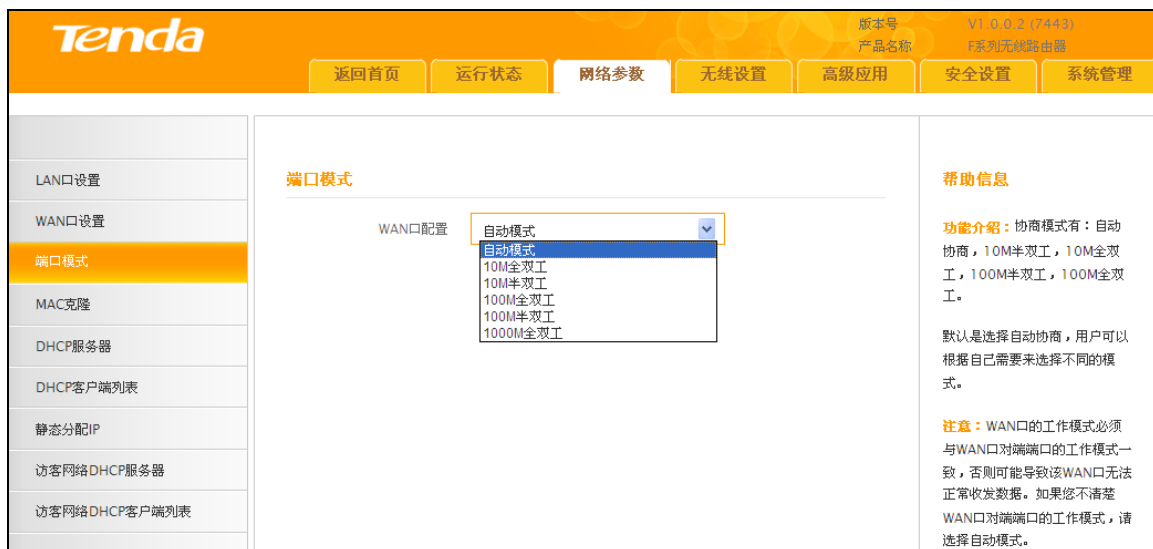 Tenda
版本号 V1.0.0.2 (7443)
产品名称 F系列无线路由器
返回首页 运行状态 网络参数 无线设置 高级应用 安全设置 系统管理
LAN口设置
WAN口设置
端口模式
MAC克隆
DHCP服务器
DHCP客户端列表
静态分配IP
访客网络DHCP服务器
访客网络DHCP客户端列表
端口模式
WAN口配置 自动模式
自动模式
10M全双工
10M半双工
100M全双工
100M半双工
1000M全双工
帮助信息
功能介绍：协商模式有：自动
协商，10M半双工，10M全双
工，100M半双工，100M全双
工。
默认是选择自动协商，用户可以
根据自己需要来选择不同的模
式。
注意：WAN口的工作模式必须
与WAN口对端端口的工作模式一
致，否则可能导致该WAN口无法
正常收发数据。如果您不清楚
WAN口对端端口的工作模式，请
选择自动模式。